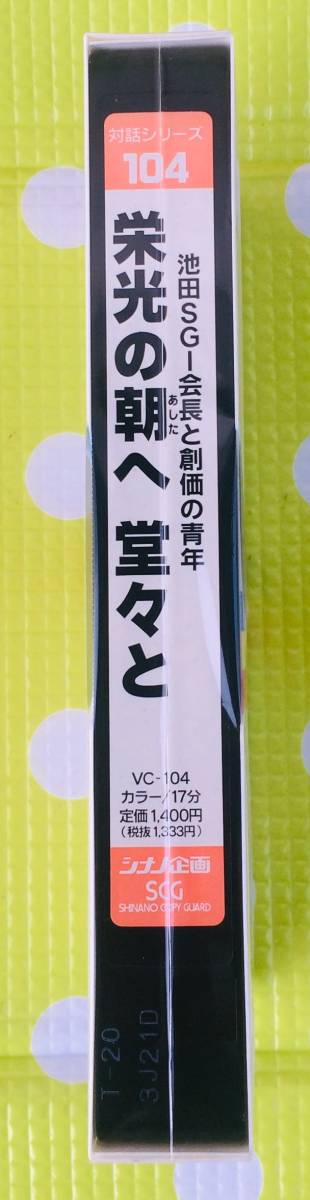 対話シリーズ
104
池田SGI会長と創価の青年
栄光の朝へ 堂々と
あした
VC-104
カラー/17分
定価1,400円
(税抜1,333円)
シナノ企画
SCG
SHINANO COPY GUARD
T-20
3J21D